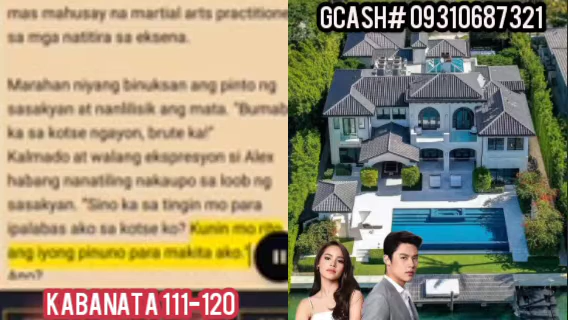 mas mahusay na martial arts practitione
sa mga natitira sa eksena.
Marahan niyang binuksan ang pinto ng
sasakyan at nanlilisik ang mata. "Bumab
ka sa kotse ngayon, brute ka!"
Kalmado at walang ekspresyon si Alex
habang nanatiling nakaupo sa loob ng
sasakyan. "Sino ka sa tingin mo para
ipalabas ako sa kotse ko? Kunin mo rito
ang iyong pinuno para makita ako."
Ano?
KABANATA 111-120
GCASH# 09310687321